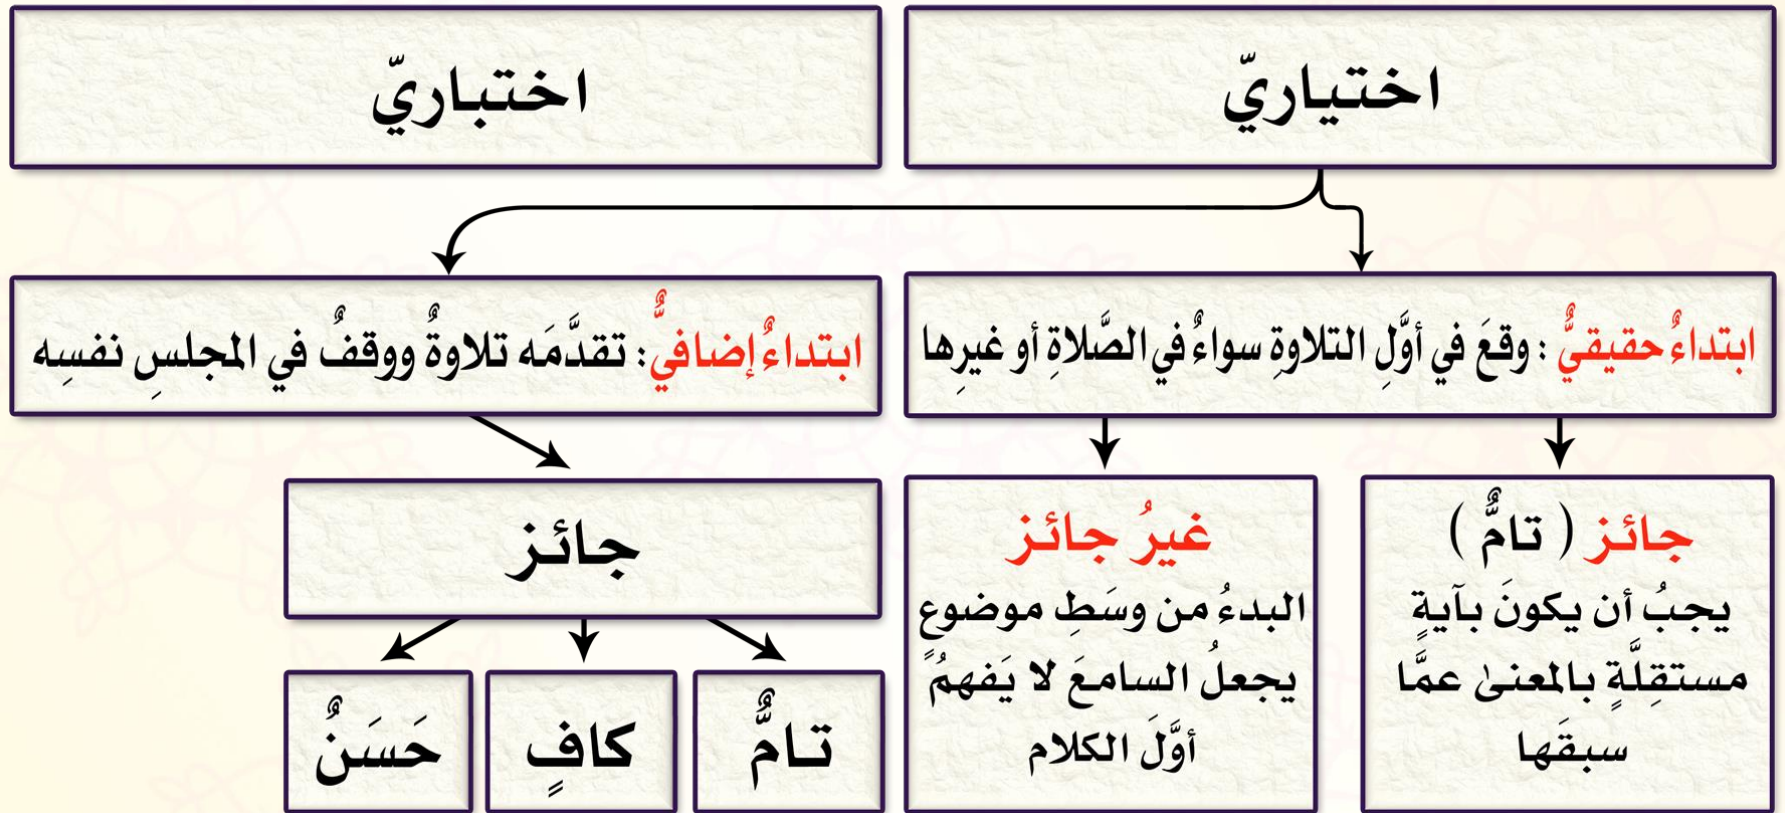 اختياريّ
اختباريّ
ابتداءٌ حقيقيٌّ : وقعَ في أوَّلِ التلاوةِ سواءٌ في الصَّلاةِ أو غيرِها
ابتداءٌ إضافيٌّ: تقدَّمَه تلاوةٌ ووقفٌ في المجلسِ نفسِه
جائز ( تامٌّ )
يجبُ أن يكونَ بآيةٍ
مستقِلَّةٍ بالمعنىٰ عمَّا
سبقَها
غيرُ جائز
البدءُ من وسَطِ موضوعٍ
يجعلُ السامعَ لا يَفهمُ
أوَّلَ الكلام
جائز
تامٌّ
كافٍ
حَسَنٌ